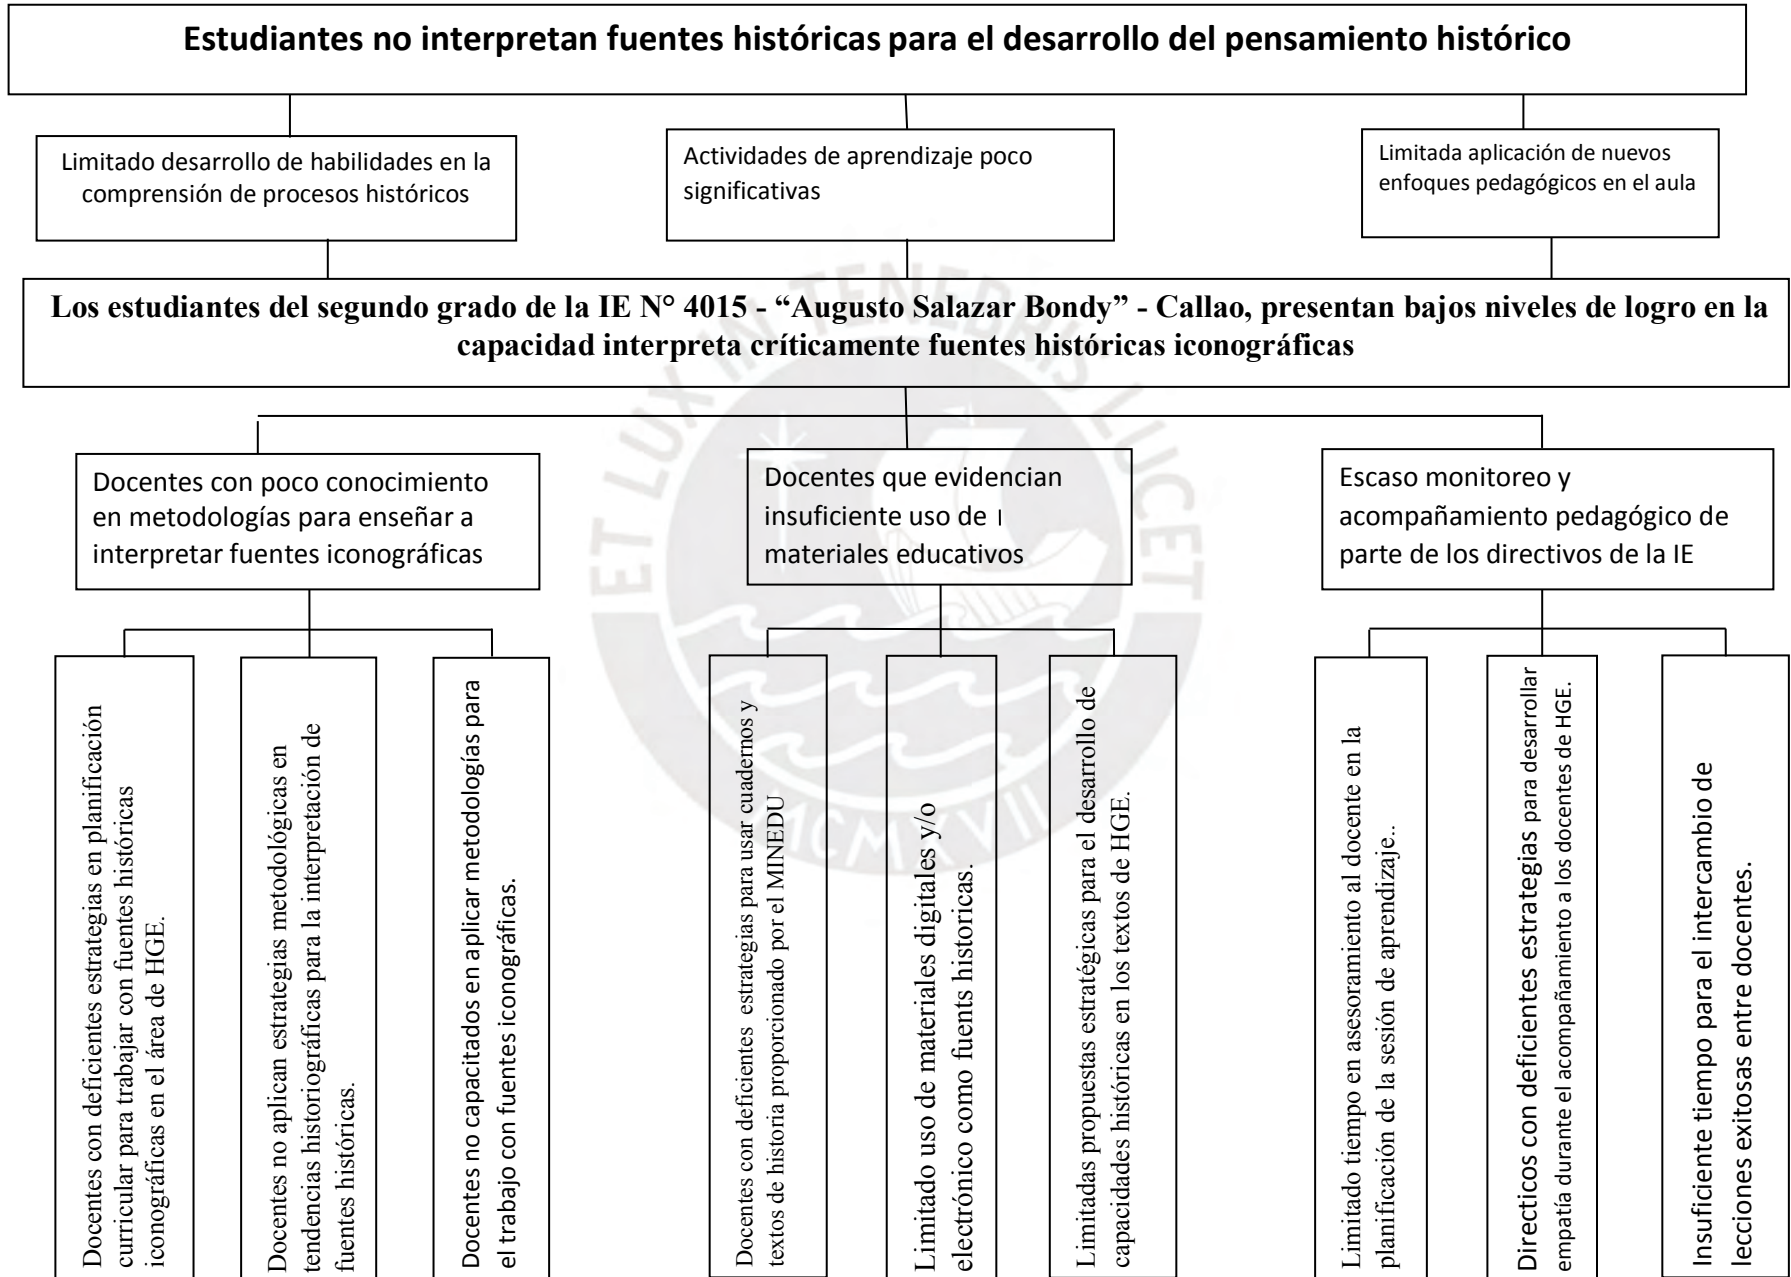 Estudiantes no interpretan fuentes históricas para el desarrollo del pensamiento histórico
Limitado desarrollo de habilidades en la
comprensión de procesos históricos
Actividades de aprendizaje poco
significativas
Limitada aplicación de nuevos
enfoques pedagógicos en el aula
Los estudiantes del segundo grado de la IE N° 4015 - “Augusto Salazar Bondy” - Callao, presentan bajos niveles de logro en la
capacidad interpreta críticamente fuentes históricas iconográficas
Docentes con poco conocimiento
en metodologías para enseñar a
interpretar fuentes iconográficas
Docentes que evidencian
insuficiente uso de l
materiales educativos
Escaso monitoreo y
acompañamiento pedagógico de
parte de los directivos de la IE
Docentes con deficientes estrategias en planificación
curricular para trabajar con fuentes históricas
iconográficas en el área de HGE.
Docentes no aplican estrategias metodológicas en
tendencias historiográficas para la interpretación de
fuentes históricas.
Docentes no capacitados en aplicar metodologías para
el trabajo con fuentes iconográficas.
Docentes con deficientes estrategias para usar cuadernos y
textos de historia proporcionado por el MINEDU
Limitado uso de materiales digitales y/o
electrónico como fuents historicas.
Limitadas propuestas estratégicas para el desarrollo de
capacidades históricas en los textos de HGE.
Limitado tiempo en asesoramiento al docente en la
planificación de la sesión de aprendizaje..
Directicos con deficientes estrategias para desarrollar
empatía durante el acompañamiento a los docentes de HGE.
Insuficiente tiempo para el intercambio de
lecciones exitosas entre docentes.
ET LUX IN TENEBRIS LUCET
MCMXVII